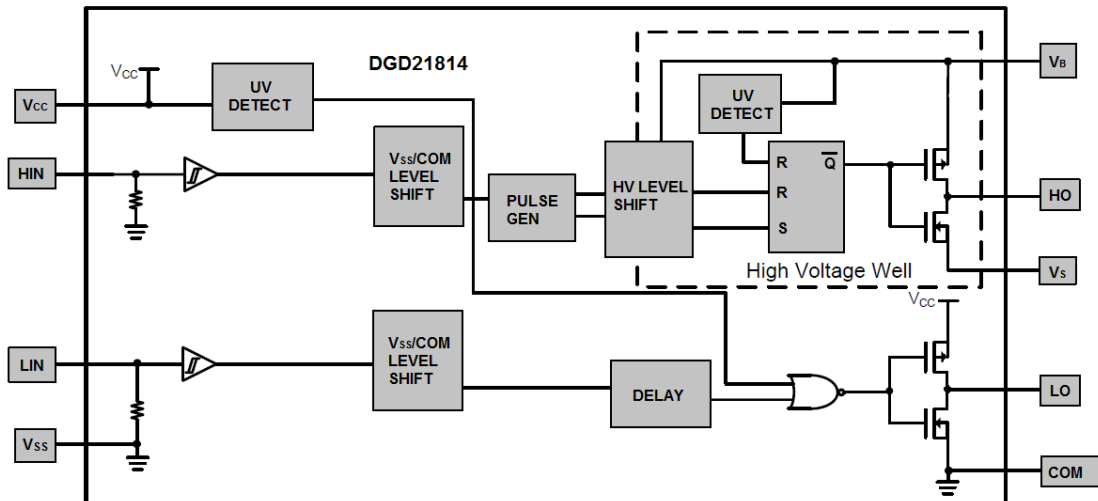 DGD21814
VCC
VCC
UV
DETECT
HIN
VSS/COM
LEVEL
SHIFT
PULSE
GEN
HV LEVEL
SHIFT
UV
DETECT
R
R
S
Q
VB
HO
VS
High Voltage Well
VCC
LIN
VSS
VSS/COM
LEVEL
SHIFT
DELAY
LO
COM